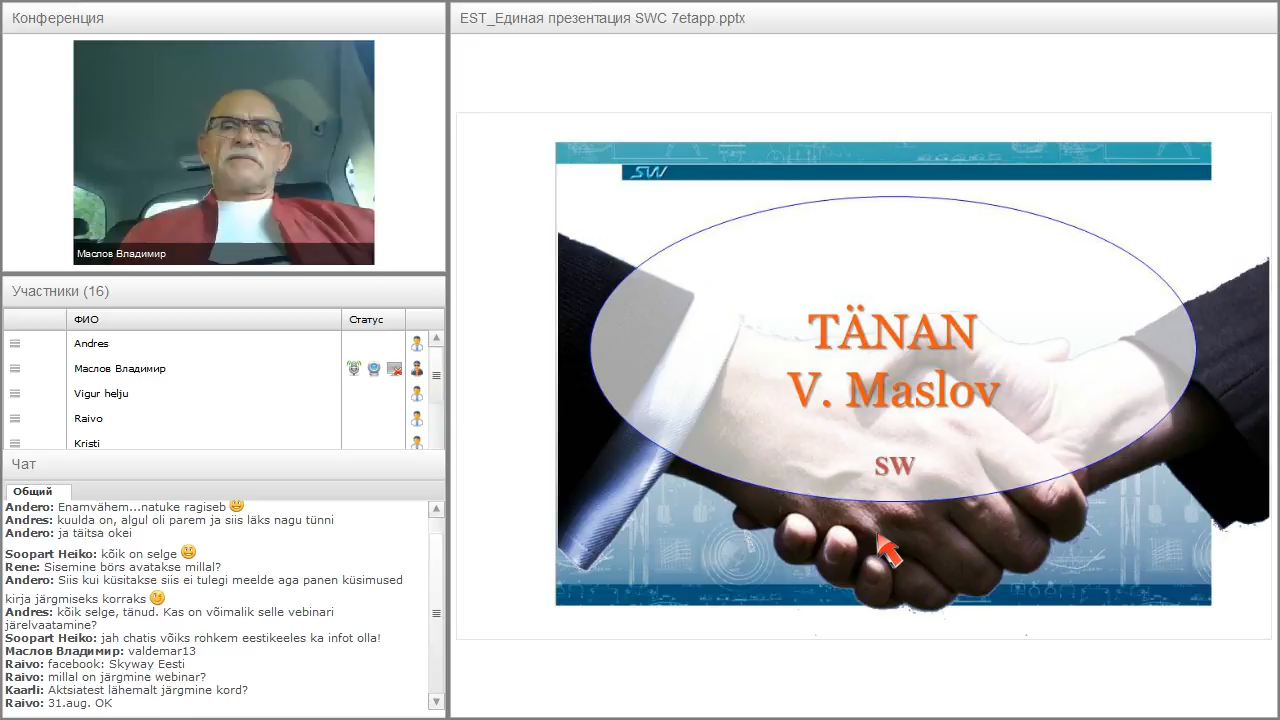 Конференция
Маслов Владимир
Участники (16)
ФИО Статус
Andres
Маслов Владимир
Vigur helju
Raivo
Kristi
Чат
Общий
Andero: Enamvähem...natuke ragiseb
Andres: kuulda on, algul oli parem ja siis läks nagu tünni
Andero: ja täitsa okei
Soopart Heiko: kõik on selge
Rene: Sisemine börs avatakse millal?
Andero: Siis kui küsitakse siis ei tulegi meelde aga panen küsimused
kirja järgmiseks korraks
Andres: kõik selge, tänud. Kas on võimalik selle vebinari
järelvaatamine?
Soopart Heiko: jah chatis võiks rohkem eestikeeles ka infot olla!
Маслов Владимир: valdemar13
Raivo: facebook: Skyway Eesti
Raivo: millal on järgmine webinar?
Kaarli: Aktsiatest lähemalt järgmine kord?
Raivo: 31.aug. OK
EST_Единая презентация SWC 7etapp.pptx
SW
TÄNAN
V. Maslov
SW